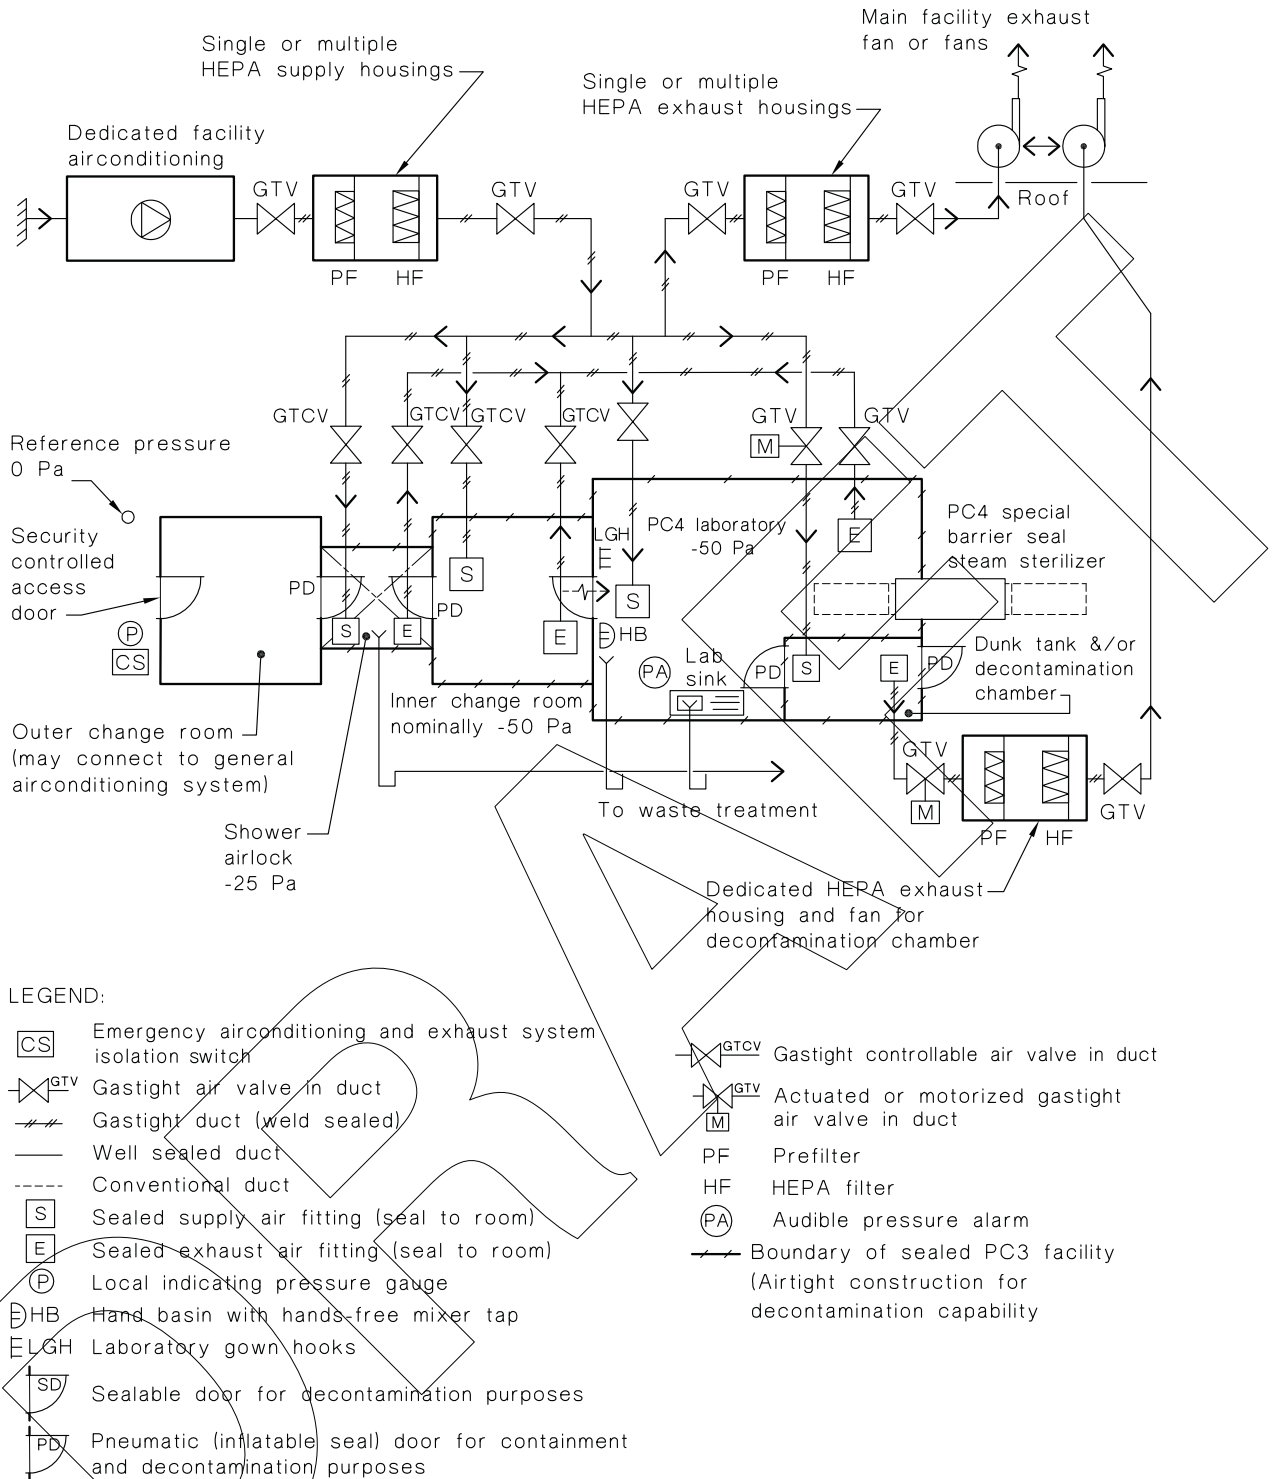 Main facility exhaust
fan or fans
Single or multiple
HEPA supply housings
Single or multiple
HEPA exhaust housings
Dedicated facility
airconditioning
GTV
GTV
GTV
GTV
Roof
PF
HF
PF
HF
GTCV
GTCV
GTCV
GTCV
GTV
GTV
M
Reference pressure
0 Pa
Security
controlled
access
door
PC4 laboratory
-50 Pa
LGH
PC4 special
barrier seal
steam sterilizer
PD
PD
S
S
S
E
E
E
HB
P
CS
PA
Lab
sink
PD
S
E
PD
Dunk tank &/or
decontamination
chamber
Inner change room
nominally -50 Pa
Outer change room
(may connect to general
airconditioning system)
GTV
M
GTV
PF
HF
To waste treatment
Shower
airlock
-25 Pa
Dedicated HEPA exhaust
housing and fan for
decontamination chamber
DRAFT
LEGEND:
CS
Emergency airconditioning and exhaust system
isolation switch
GTV
Gastight air valve in duct
Gastight duct (weld sealed)
Well sealed duct
Conventional duct
S
Sealed supply air fitting (seal to room)
E
Sealed exhaust air fitting (seal to room)
P
Local indicating pressure gauge
HB
Hand basin with hands-free mixer tap
LGH
Laboratory gown hooks
SD
Sealable door for decontamination purposes
PD
Pneumatic (inflatable seal) door for containment
and decontamination purposes
GTCV
Gastight controllable air valve in duct
GTV
M
Actuated or motorized gastight
air valve in duct
PF
Prefilter
HF
HEPA filter
PA
Audible pressure alarm
Boundary of sealed PC3 facility
(Airtight construction for
decontamination capability